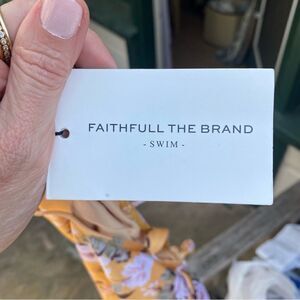 FAITHFULL THE BRAND
- SWIM -